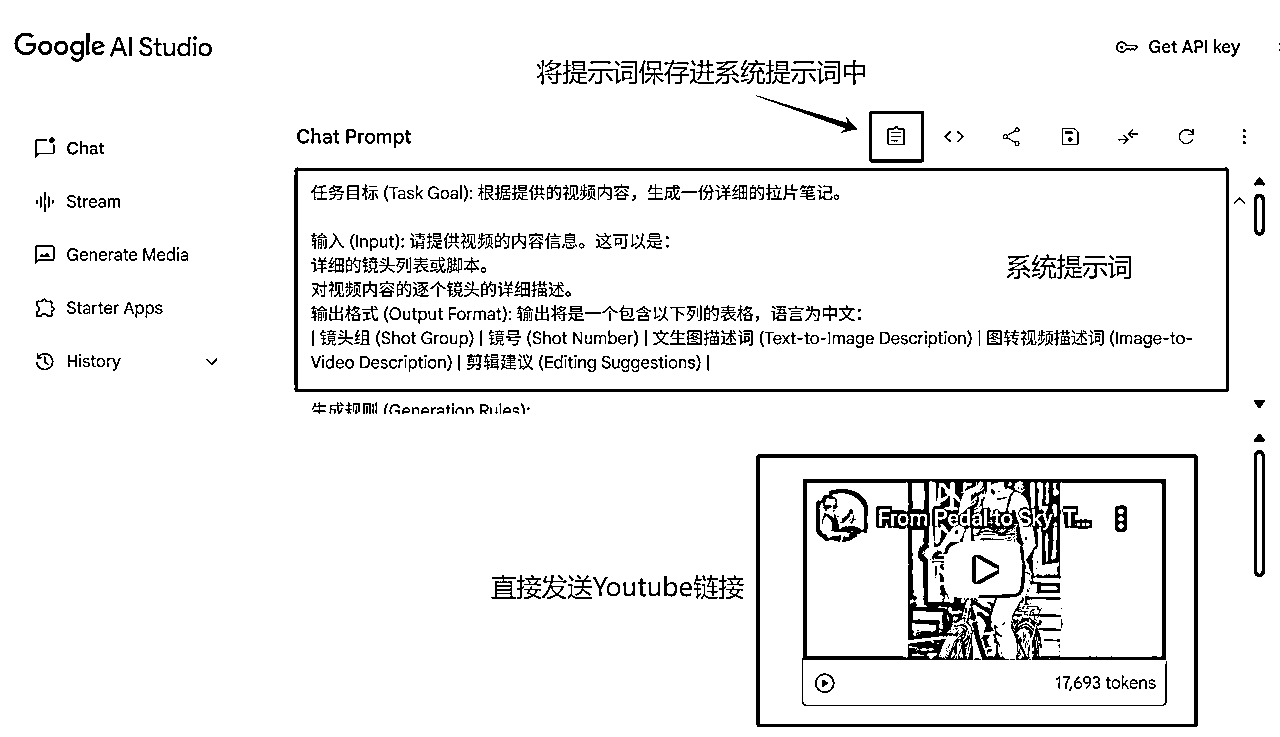 Google AI Studio
Get API key
将提示词保存进系统提示词中
Chat Prompt
Chat
Stream
Generate Media
Starter Apps
History
任务目标 (Task Goal): 根据提供的视频内容，生成一份详细的拉片笔记。
输入 (Input): 请提供视频的内容信息。这可以是：
详细的镜头列表或脚本。
对视频内容的逐个镜头的详细描述。
输出格式 (Output Format): 输出将是一个包含以下列的表格，语言为中文：
| 镜头组 (Shot Group) | 镜号 (Shot Number) | 文生图描述词 (Text-to-Image Description) | 图转视频描述词 (Image-to-
Video Description) | 剪辑建议 (Editing Suggestions) |
系统提示词
生成规则 (Generation Rules):
From Pedal to Sky: T...
直接发送Youtube链接
17,693 tokens